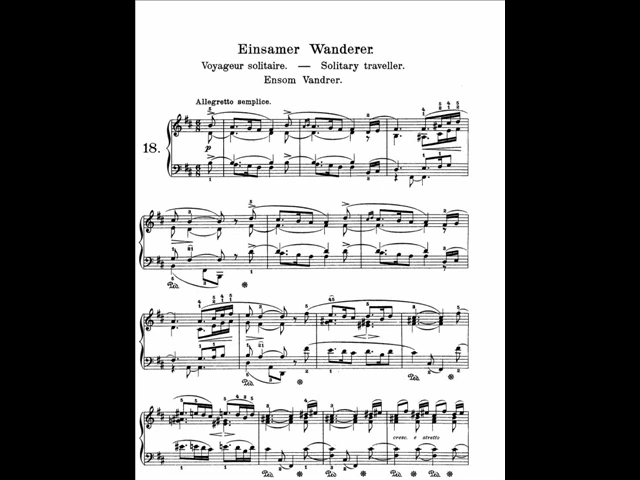 Einsamer Wanderer.
Voyageur solitaire. — Solitary traveller.
Ensom Vandrer.
Allegretto semplice.
18.
p
cresc. e stretto